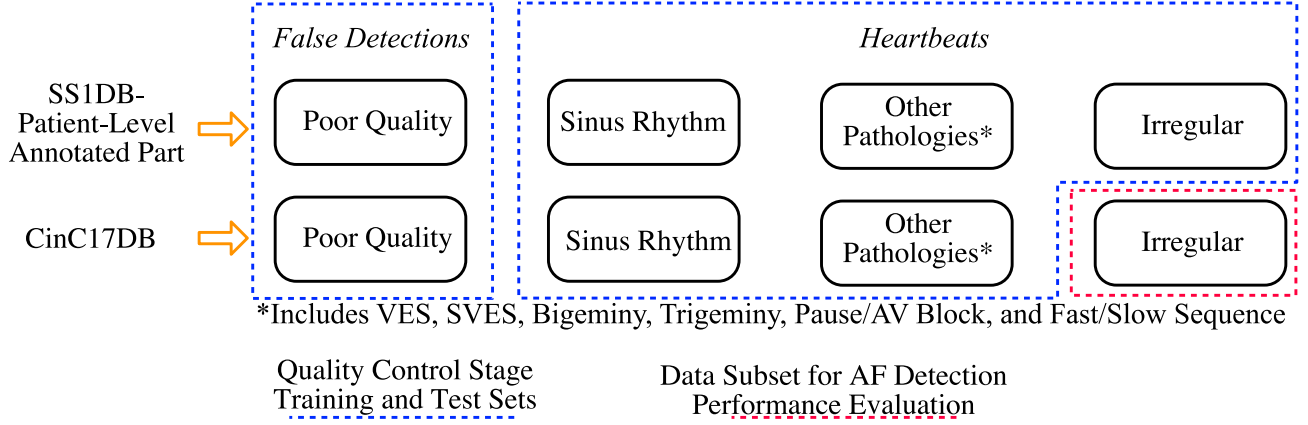 False Detections
Heartbeats
SS1DB-
Patient-Level
Annotated Part
Poor Quality
Sinus Rhythm
Other
Pathologies*
Irregular
CinC17DB
Poor Quality
Sinus Rhythm
Other
Pathologies*
Irregular
*Includes VES, SVES, Bigeminy, Trigeminy, Pause/AV Block, and Fast/Slow Sequence
Quality Control Stage
Training and Test Sets
Data Subset for AF Detection
Performance Evaluation